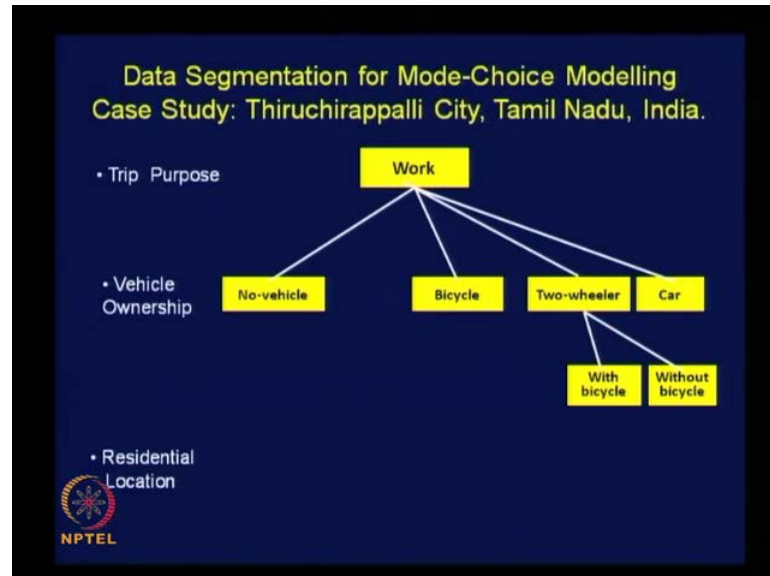 Data Segmentation for Mode-Choice Modelling
Case Study: Thiruchirappalli City, Tamil Nadu, India.
• Trip Purpose
Work
• Vehicle
Ownership
No-vehicle
Bicycle
Two-wheeler
Car
With
bicycle
Without
bicycle
• Residential
Location
NPTEL